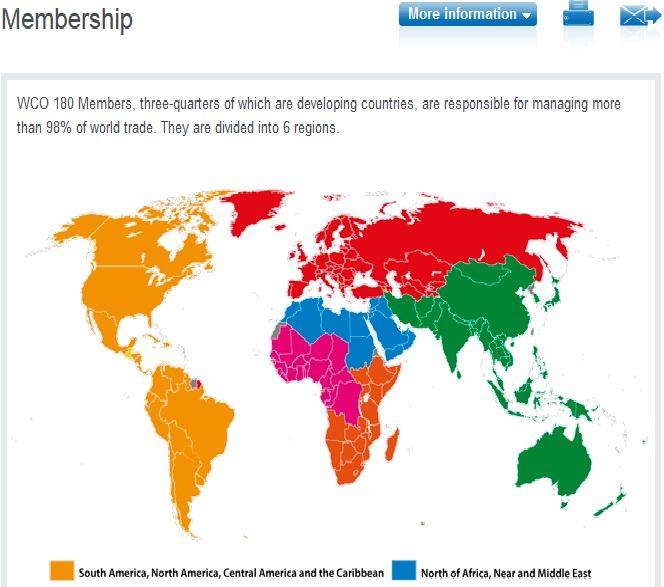 Membership
More information
WCO 180 Members, three-quarters of which are developing countries, are responsible for managing more
than 98% of world trade. They are divided into 6 regions.
South America, North America, Central America and the Caribbean
North of Africa, Near and Middle East